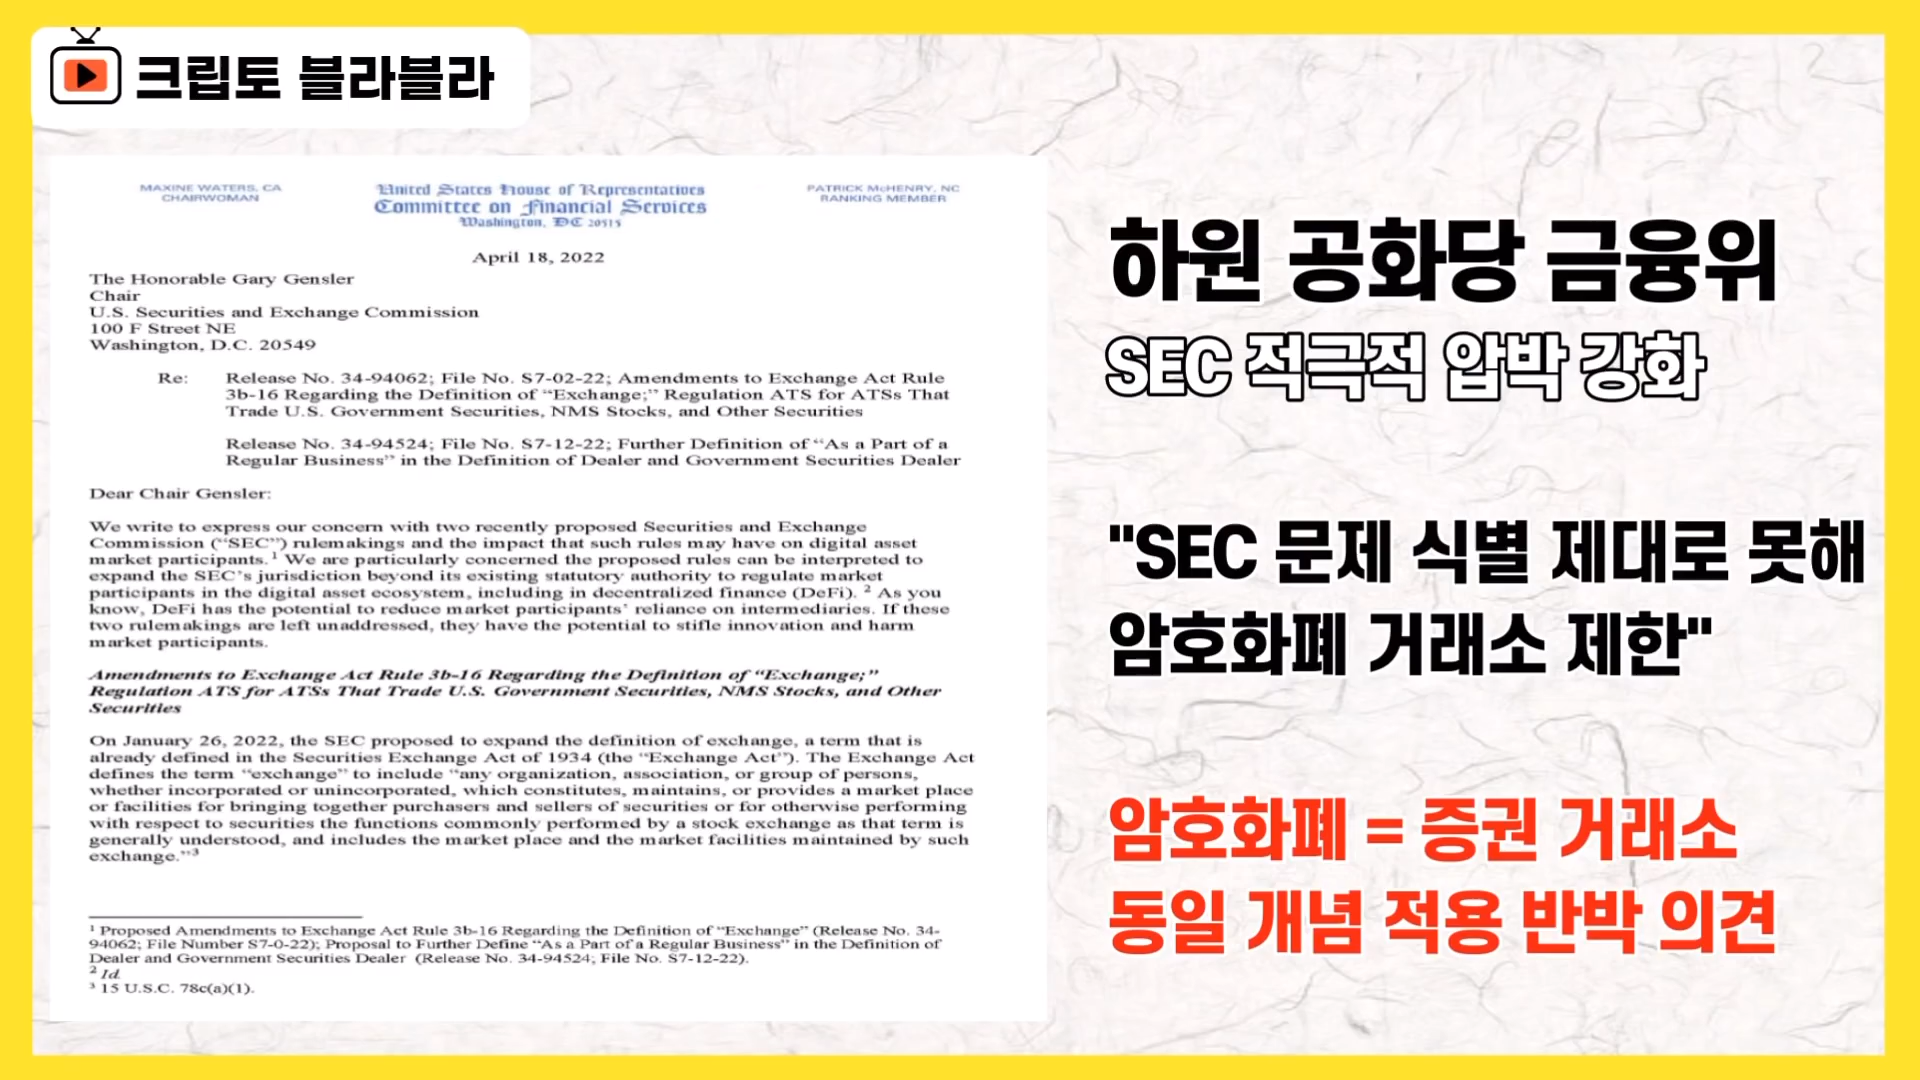 크립토 블라블라
MAXINE WATERS, CA
CHAIRWOMAN
United States House of Representatives
Committee on Financial Services
Washington, DC 20515
PATRICK McHENRY, NC
RANKING MEMBER
April 18, 2022
The Honorable Gary Gensler
Chair
U.S. Securities and Exchange Commission
100 F Street NE
Washington, D.C. 20549
Re: Release No. 34-94062; File No. S7-02-22; Amendments to Exchange Act Rule
3b-16 Regarding the Definition of “Exchange;” Regulation ATS for ATSs That
Trade U.S. Government Securities, NMS Stocks, and Other Securities
Release No. 34-94524; File No. S7-12-22; Further Definition of “As a Part of a
Regular Business” in the Definition of Dealer and Government Securities Dealer
Dear Chair Gensler:
We write to express our concern with two recently proposed Securities and Exchange
Commission (“SEC”) rulemakings and the impact that such rules may have on digital asset
market participants.¹ We are particularly concerned the proposed rules can be interpreted to
expand the SEC’s jurisdiction beyond its existing statutory authority to regulate market
participants in the digital asset ecosystem, including in decentralized finance (DeFi). ² As you
know, DeFi has the potential to reduce market participants’ reliance on intermediaries. If these
two rulemakings are left unaddressed, they have the potential to stifle innovation and harm
market participants.
Amendments to Exchange Act Rule 3b-16 Regarding the Definition of “Exchange;”
Regulation ATS for ATSs That Trade U.S. Government Securities, NMS Stocks, and Other
Securities
On January 26, 2022, the SEC proposed to expand the definition of exchange, a term that is
already defined in the Securities Exchange Act of 1934 (the “Exchange Act”). The Exchange Act
defines the term “exchange” to include “any organization, association, or group of persons,
whether incorporated or unincorporated, which constitutes, maintains, or provides a market place
or facilities for bringing together purchasers and sellers of securities or for otherwise performing
with respect to securities the functions commonly performed by a stock exchange as that term is
generally understood, and includes the market place and the market facilities maintained by such
exchange.”³
¹ Proposed Amendments to Exchange Act Rule 3b-16 Regarding the Definition of “Exchange” (Release No. 34-
94062; File Number S7-0-22); Proposal to Further Define “As a Part of a Regular Business” in the Definition of
Dealer and Government Securities Dealer (Release No. 34-94524; File No. S7-12-22).
² Id.
³ 15 U.S.C. 78c(a)(1).
하원 공화당 금융위
SEC 적극적 압박 강화
"SEC 문제 식별 제대로 못해
암호화폐 거래소 제한"
암호화폐 = 증권 거래소
동일 개념 적용 반박 의견